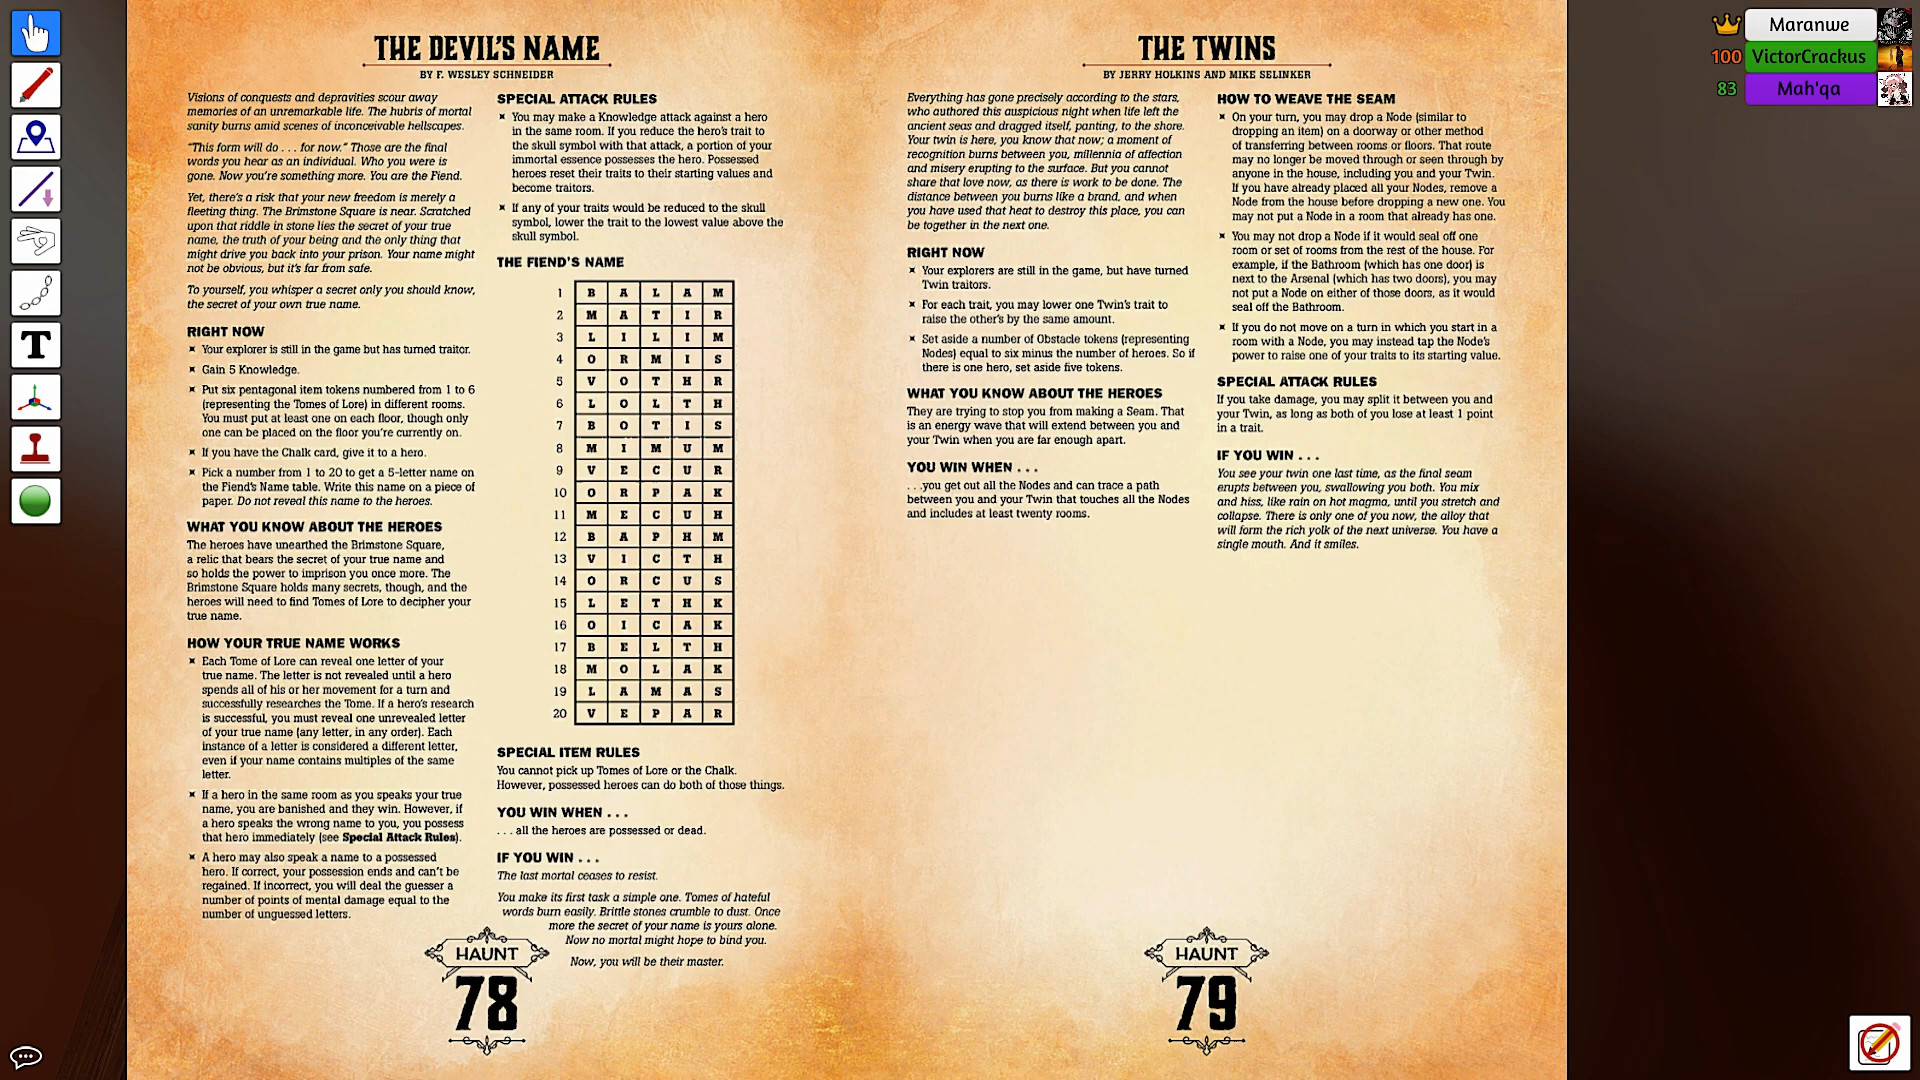 THE DEVIL'S NAME
BY F. WESLEY SCHNEIDER
Visions of conquests and depravities scour away
memories of an unremarkable life. The hubris of mortal
sanity burns amid scenes of inconceivable hellscapes.
"This form will do . . . for now." Those are the final
words you hear as an individual. Who you were is
gone. Now you're something more. You are the Fiend.
Yet, there's a risk that your new freedom is merely a
fleeting thing. The Brimstone Square is near. Scratched
upon that riddle in stone lies the secret of your true
name, the truth of your being and the only thing that
might drive you back into your prison. Your name might
not be obvious, but it's far from safe.
To yourself, you whisper a secret only you should know,
the secret of your own true name.
RIGHT NOW
Your explorer is still in the game but has turned traitor.
Gain 5 Knowledge.
Put six pentagonal item tokens numbered from 1 to 6
(representing the Tomes of Lore) in different rooms.
You must put at least one on each floor, though only
one can be placed on the floor you're currently on.
If you have the Chalk card, give it to a hero.
Pick a number from 1 to 20 to get a 5-letter name on
the Fiend's Name table. Write this name on a piece of
paper. Do not reveal this name to the heroes.
WHAT YOU KNOW ABOUT THE HEROES
The heroes have unearthed the Brimstone Square,
a relic that bears the secret of your true name and
so holds the power to imprison you once more. The
Brimstone Square holds many secrets, though, and the
heroes will need to find Tomes of Lore to decipher your
true name.
HOW YOUR TRUE NAME WORKS
Each Tome of Lore can reveal one letter of your
true name. The letter is not revealed until a hero
spends all of his or her movement for a turn and
successfully researches the Tome. If a hero's research
is successful, you must reveal one unrevealed letter
of your true name (any letter, in any order). Each
instance of a letter is considered a different letter,
even if your name contains multiples of the same
letter.
If a hero in the same room as you speaks your true
name, you are banished and they win. However, if
a hero speaks the wrong name to you, you possess
that hero immediately (see Special Attack Rules).
A hero may also speak a name to a possessed
hero. If correct, your possession ends and can't be
regained. If incorrect, you will deal the guesser a
number of points of mental damage equal to the
number of unguessed letters.
SPECIAL ATTACK RULES
You may make a Knowledge attack against a hero
in the same room. If you reduce the hero's trait to
the skull symbol with that attack, a portion of your
immortal essence possesses the hero. Possessed
heroes reset their traits to their starting values and
become traitors.
If any of your traits would be reduced to the skull
symbol, lower the trait to the lowest value above the
skull symbol.
THE FIEND'S NAME
1 B A L A M
2 M A T I R
3 L I L I M
4 O R M I S
5 V O T H R
6 L O L T H
7 B O T I S
8 M I M U M
9 V E C U R
10 O R P A K
11 M E C U H
12 B A P H M
13 V I C T H
14 O R C U S
15 L E T H K
16 O I C A K
17 B E L T H
18 M O L A K
19 L A M A S
20 V E P A R
SPECIAL ITEM RULES
You cannot pick up Tomes of Lore or the Chalk.
However, possessed heroes can do both of those things.
YOU WIN WHEN . . .
. . . all the heroes are possessed or dead.
IF YOU WIN . . .
The last mortal ceases to resist.
You make its first task a simple one. Tomes of hateful
words burn easily. Brittle stones crumble to dust. Once
more the secret of your name is yours alone.
Now no mortal might hope to bind you.
Now, you will be their master.
HAUNT
78
THE TWINS
BY JERRY HOLKINS AND MIKE SELINKER
Everything has gone precisely according to the stars,
who authored this auspicious night when life left the
ancient seas and dragged itself, panting, to the shore.
Your twin is here, you know that now; a moment of
recognition burns between you, millennia of affection
and misery erupting to the surface. But you cannot
share that love now, as there is work to be done. The
distance between you burns like a brand, and when
you have used that heat to destroy this place, you can
be together in the next one.
RIGHT NOW
Your explorers are still in the game, but have turned
Twin traitors.
For each trait, you may lower one Twin's trait to
raise the other's by the same amount.
Set aside a number of Obstacle tokens (representing
Nodes) equal to six minus the number of heroes. So if
there is one hero, set aside five tokens.
WHAT YOU KNOW ABOUT THE HEROES
They are trying to stop you from making a Seam. That
is an energy wave that will extend between you and
your Twin when you are far enough apart.
YOU WIN WHEN . . .
. . .you get out all the Nodes and can trace a path
between you and your Twin that touches all the Nodes
and includes at least twenty rooms.
HOW TO WEAVE THE SEAM
On your turn, you may drop a Node (similar to
dropping an item) on a doorway or other method
of transferring between rooms or floors. That route
may no longer be moved through or seen through by
anyone in the house, including you and your Twin.
If you have already placed all your Nodes, remove a
Node from the house before dropping a new one. You
may not put a Node in a room that already has one.
You may not drop a Node if it would seal off one
room or set of rooms from the rest of the house. For
example, if the Bathroom (which has one door) is
next to the Arsenal (which has two doors), you may
not put a Node on either of those doors, as it would
seal off the Bathroom.
If you do not move on a turn in which you start in a
room with a Node, you may instead tap the Node's
power to raise one of your traits to its starting value.
SPECIAL ATTACK RULES
If you take damage, you may split it between you and
your Twin, as long as both of you lose at least 1 point
in a trait.
IF YOU WIN . . .
You see your twin one last time, as the final seam
erupts between you, swallowing you both. You mix
and hiss, like rain on hot magma, until you stretch and
collapse. There is only one of you now, the alloy that
will form the rich yolk of the next universe. You have a
single mouth. And it smiles.
HAUNT
79
Maranwe
100 VictorCrackus
83 Mah'qa
T